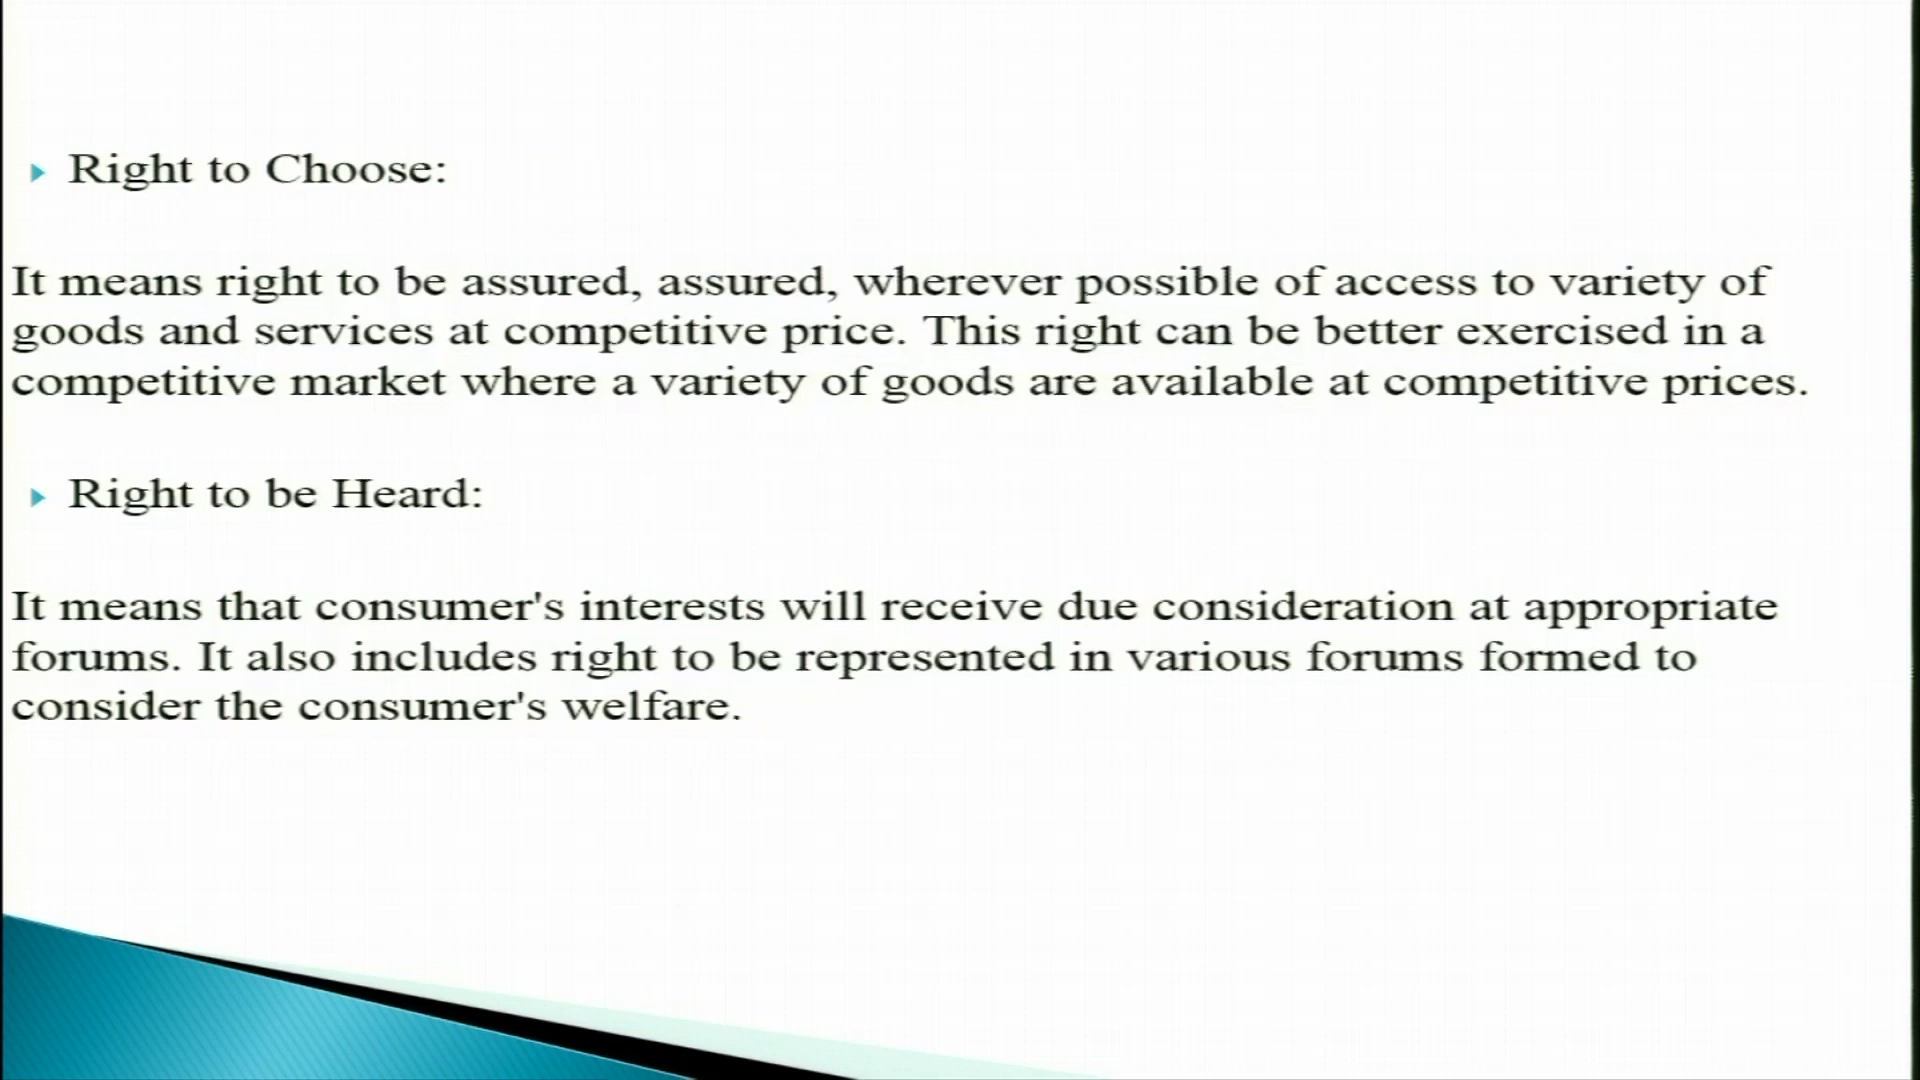 Right to Choose:
It means right to be assured, assured, wherever possible of access to variety of
goods and services at competitive price. This right can be better exercised in a
competitive market where a variety of goods are available at competitive prices.
Right to be Heard:
It means that consumer's interests will receive due consideration at appropriate
forums. It also includes right to be represented in various forums formed to
consider the consumer's welfare.